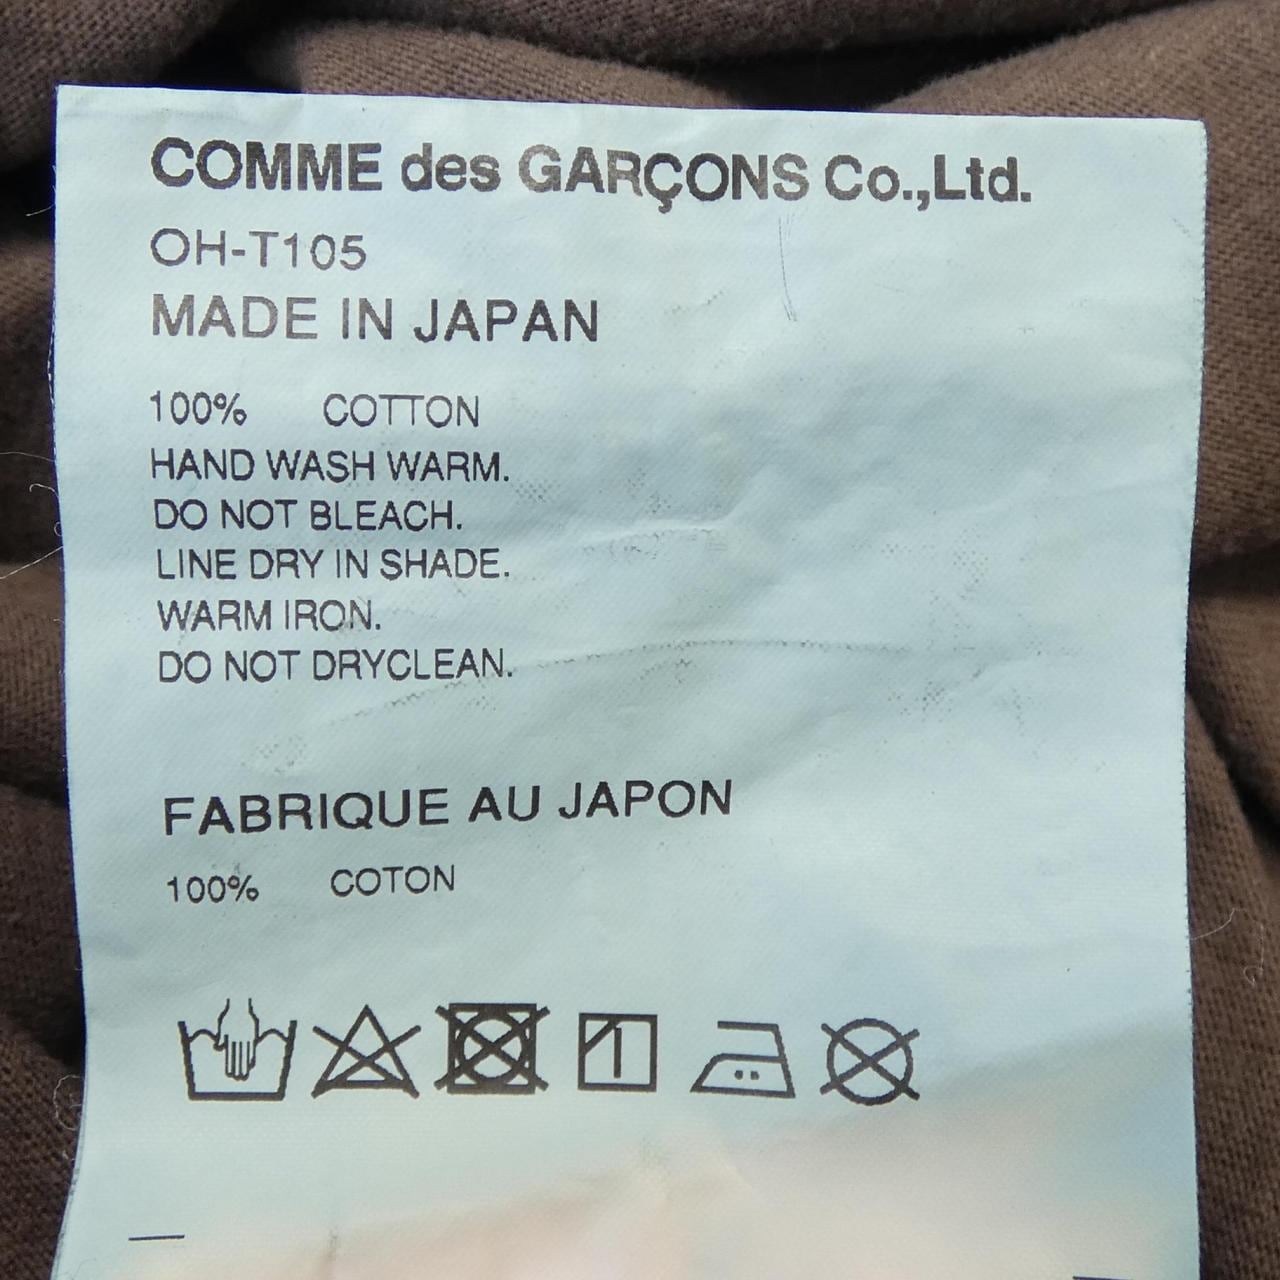 COMME des GARÇONS Co.,Ltd.
OH-T105
MADE IN JAPAN
100% COTTON
HAND WASH WARM.
DO NOT BLEACH.
LINE DRY IN SHADE.
WARM IRON.
DO NOT DRYCLEAN.
FABRIQUE AU JAPON
100% COTON